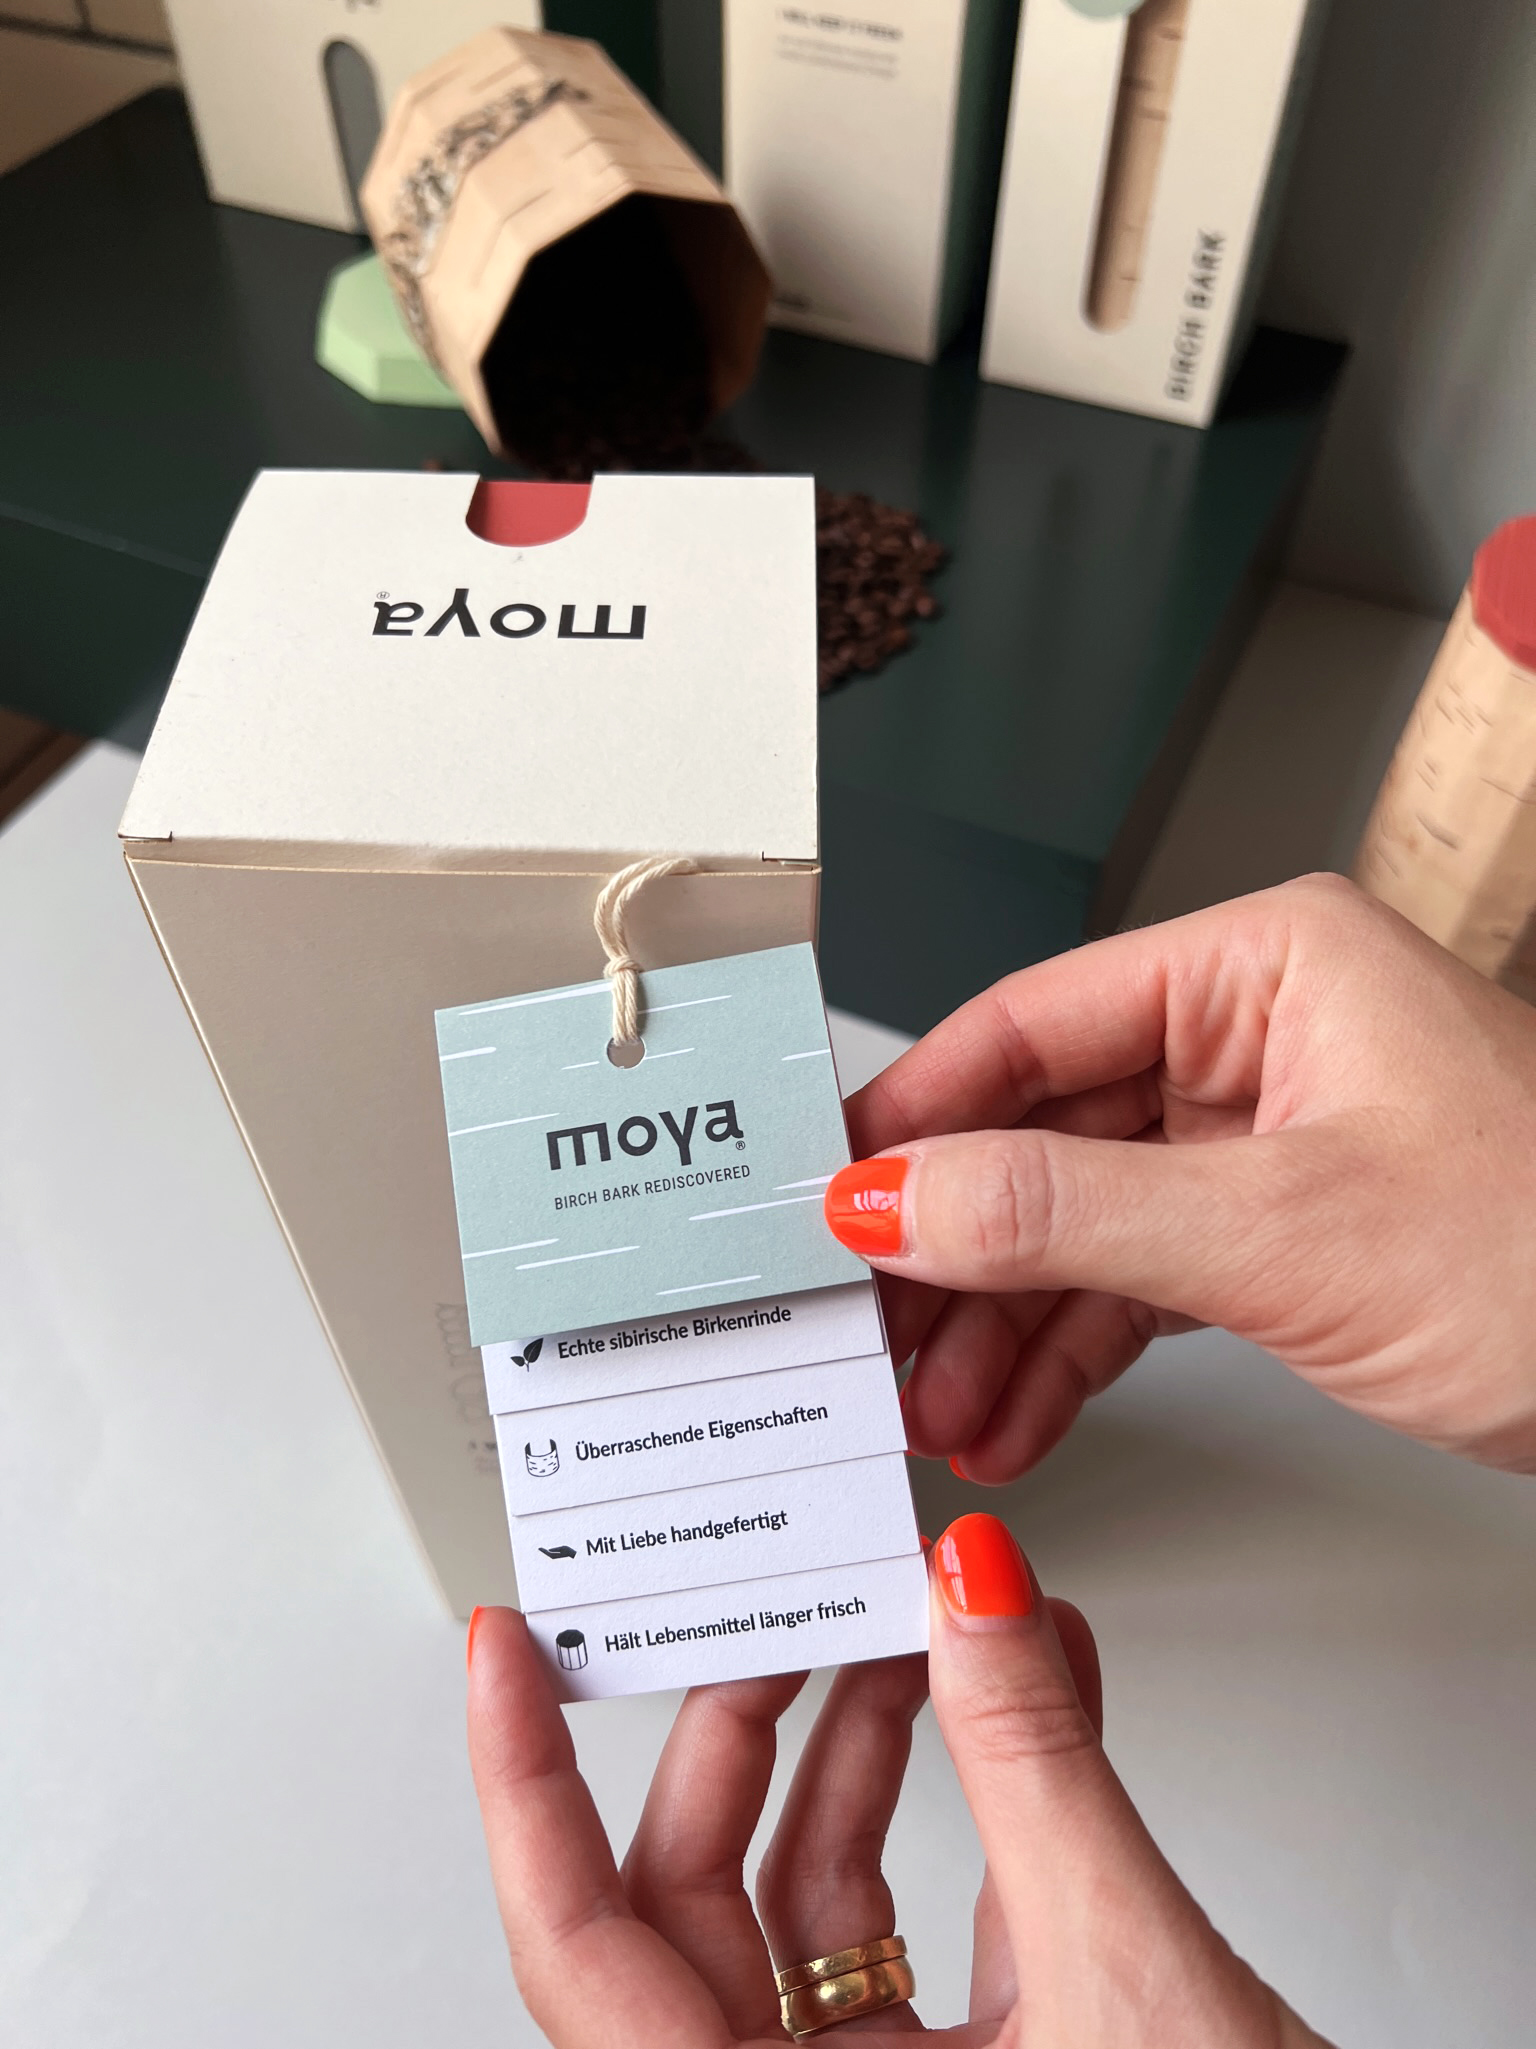 BIRCH BARK
moya®
moya®
BIRCH BARK REDISCOVERED
Echte sibirische Birkenrinde
Überraschende Eigenschaften
Mit Liebe handgefertigt
Hält Lebensmittel länger frisch